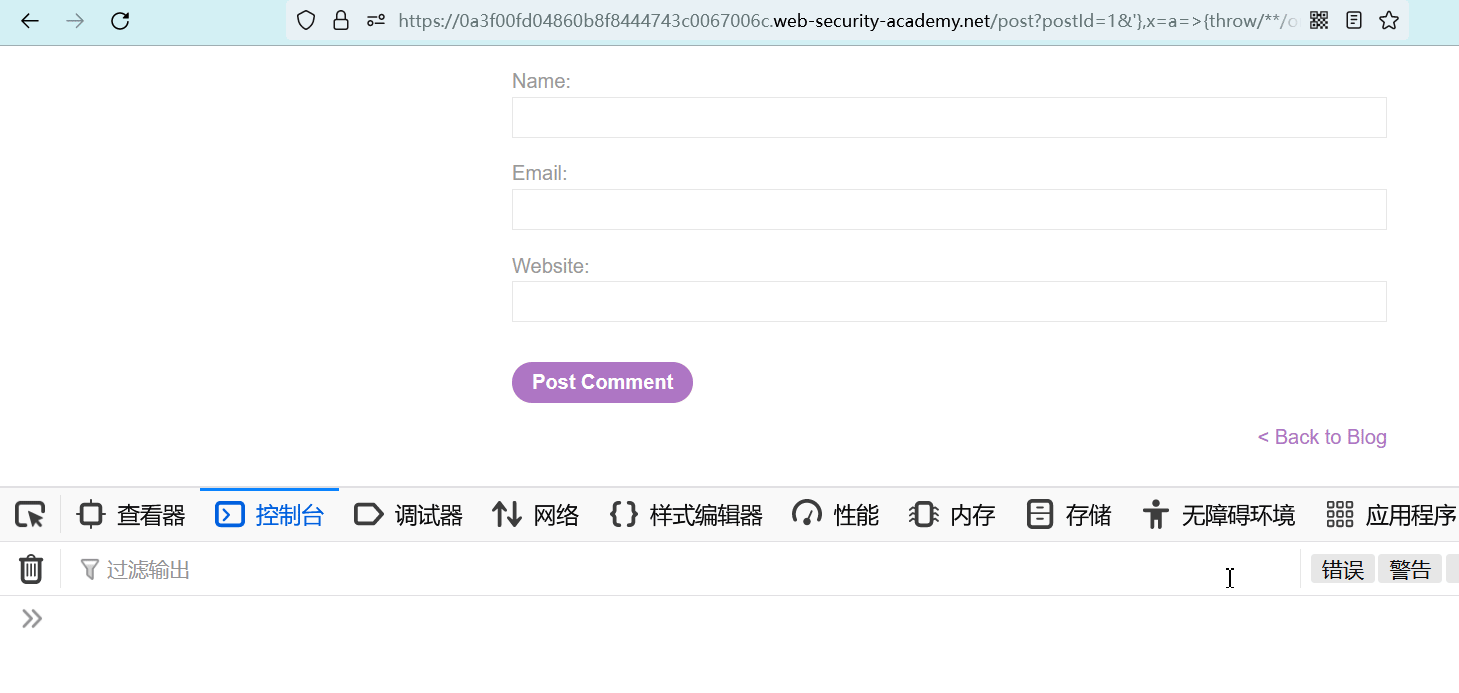 https://0a3f00fd04860b8f8444743c0067006c.web-security-academy.net/post?postId=1&'},x=a=>{throw/**/o
Name:
Email:
Website:
Post Comment
< Back to Blog
查看器 控制台 调试器 网络 样式编辑器 性能 内存 存储 无障碍环境 应用程序
过滤输出 错误 警告